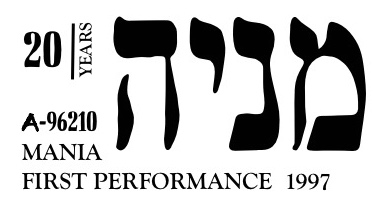 20 YEARS
מניה
A-96210
MANIA
FIRST PERFORMANCE 1997